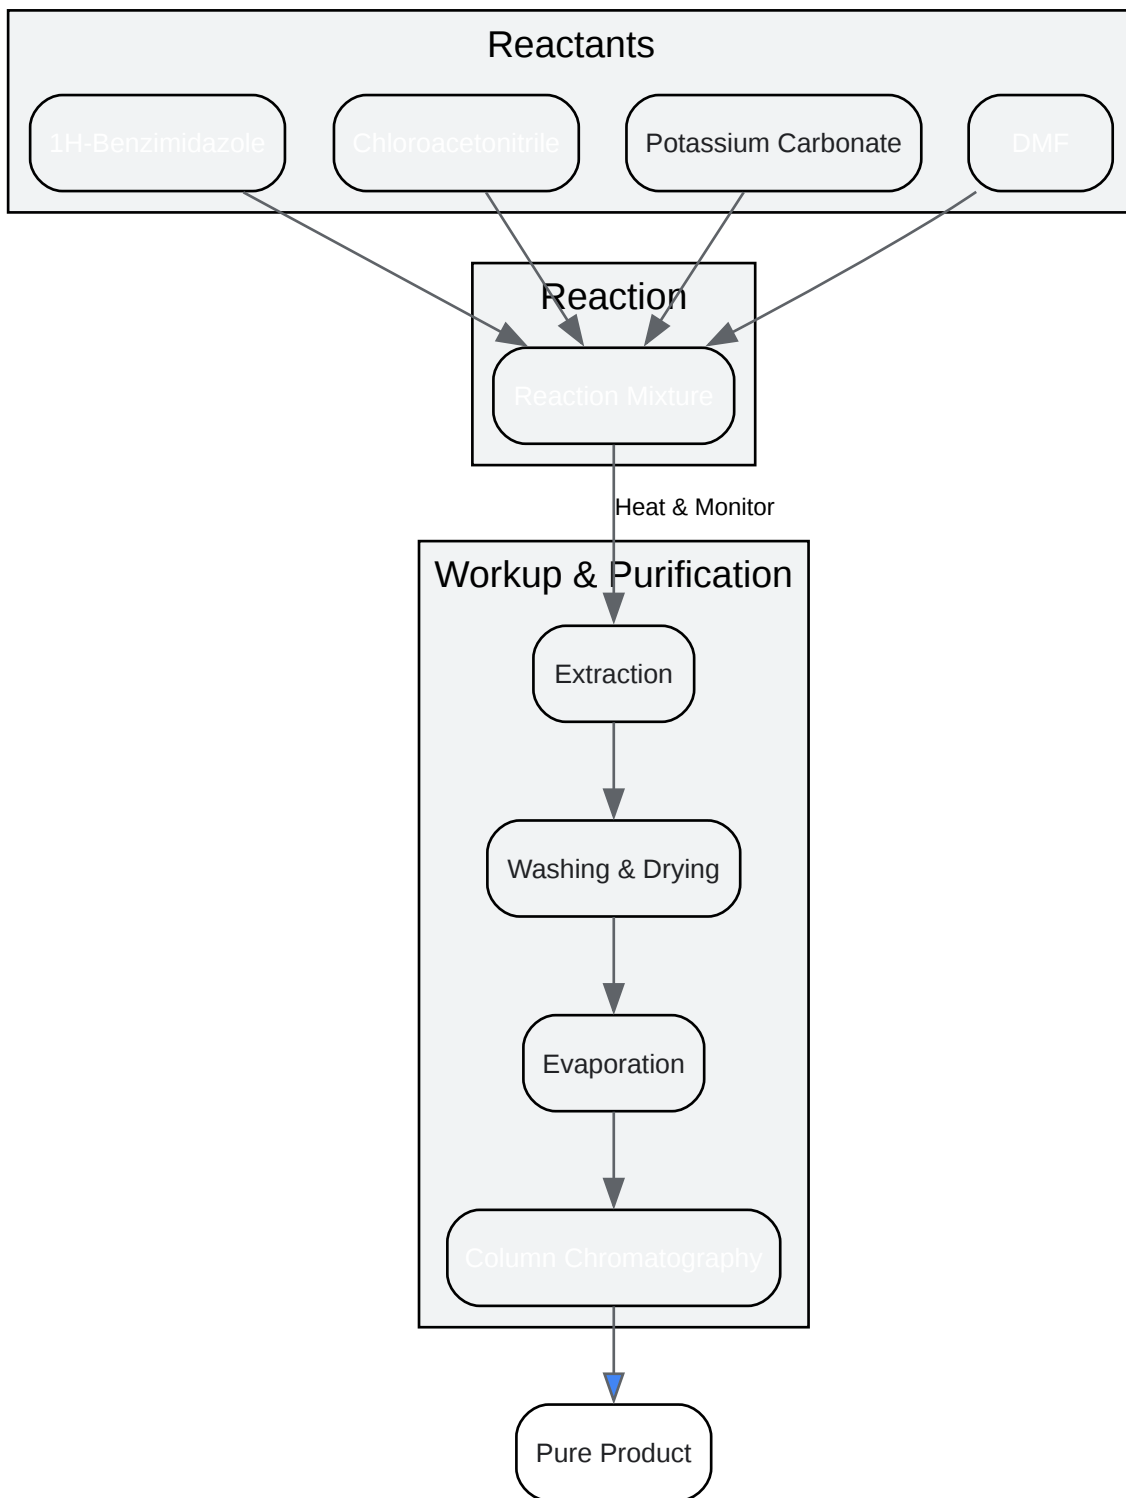 Reactants
1H-Benzimidazole
Chloroacetonitrile
Potassium Carbonate
DMF
Reaction
Reaction Mixture
Heat & Monitor
Workup & Purification
Extraction
Washing & Drying
Evaporation
Column Chromatography
Pure Product